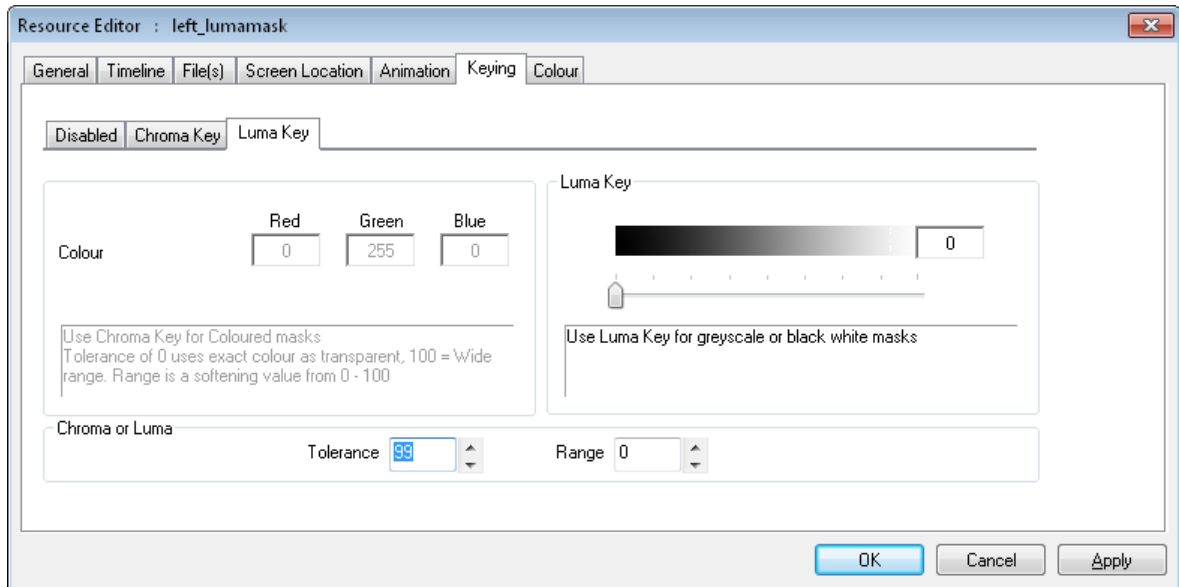 Resource Editor : left_lumamask
General Timeline File(s) Screen Location Animation Keying Colour
Disabled Chroma Key Luma Key
Red Green Blue
Colour 0 255 0
Use Chroma Key for Coloured masks
Tolerance of 0 uses exact colour as transparent, 100 = Wide
range. Range is a softening value from 0 - 100
Luma Key
0
Use Luma Key for greyscale or black white masks
Chroma or Luma
Tolerance 99 Range 0
OK Cancel Apply